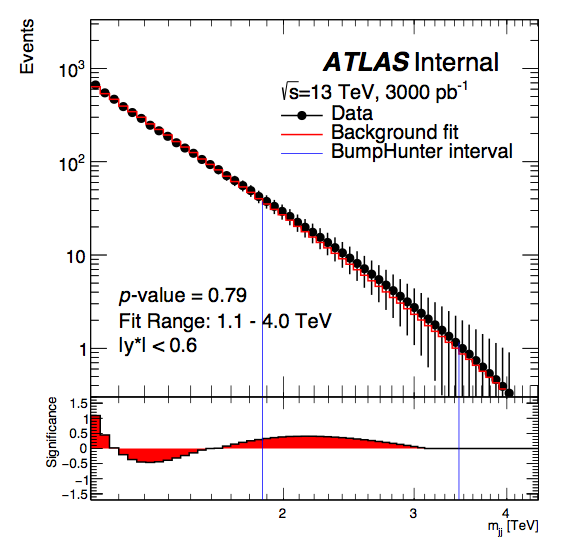 Events
10³
10²
10
1
ATLAS Internal
√s=13 TeV, 3000 pb⁻¹
Data
Background fit
BumpHunter interval
p-value = 0.79
Fit Range: 1.1 - 4.0 TeV
|y*| < 0.6
Significance
1.5
1
0.5
0
−0.5
−1
−1.5
2
3
4
m_jj [TeV]